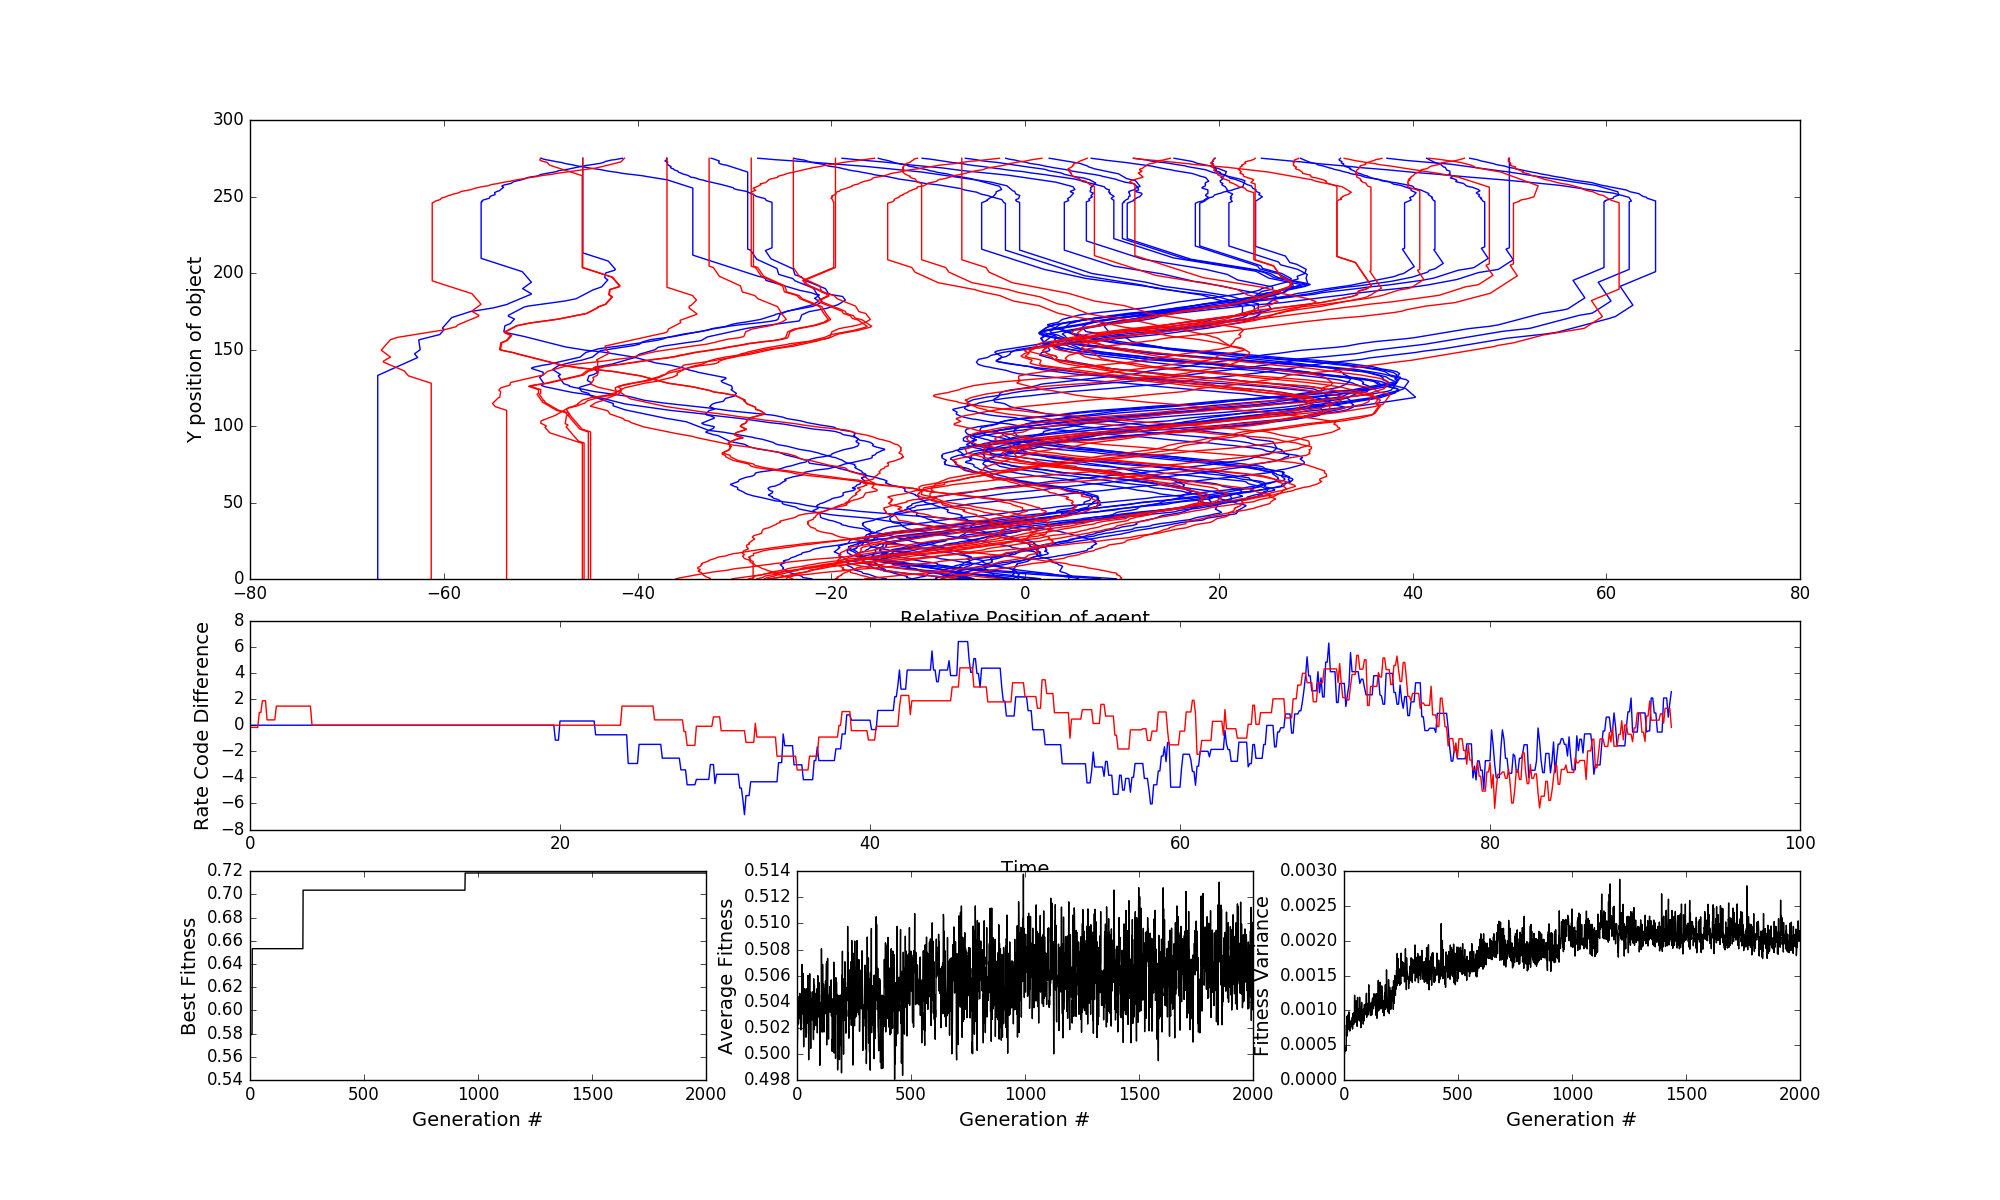 300
250
200
150
100
50
0
Y position of object
−80 −60 −40 −20 0 20 40 60 80
Relative Position of agent
8
6
4
2
0
−2
−4
−6
−8
Rate Code Difference
0 20 40 60 80 100
Time
0.72
0.70
0.68
0.66
0.64
0.62
0.60
0.58
0.56
0.54
Best Fitness
0 500 1000 1500 2000
Generation #
0.514
0.512
0.510
0.508
0.506
0.504
0.502
0.500
0.498
Average Fitness
0 500 1000 1500 2000
Generation #
0.0030
0.0025
0.0020
0.0015
0.0010
0.0005
0.0000
Fitness Variance
0 500 1000 1500 2000
Generation #